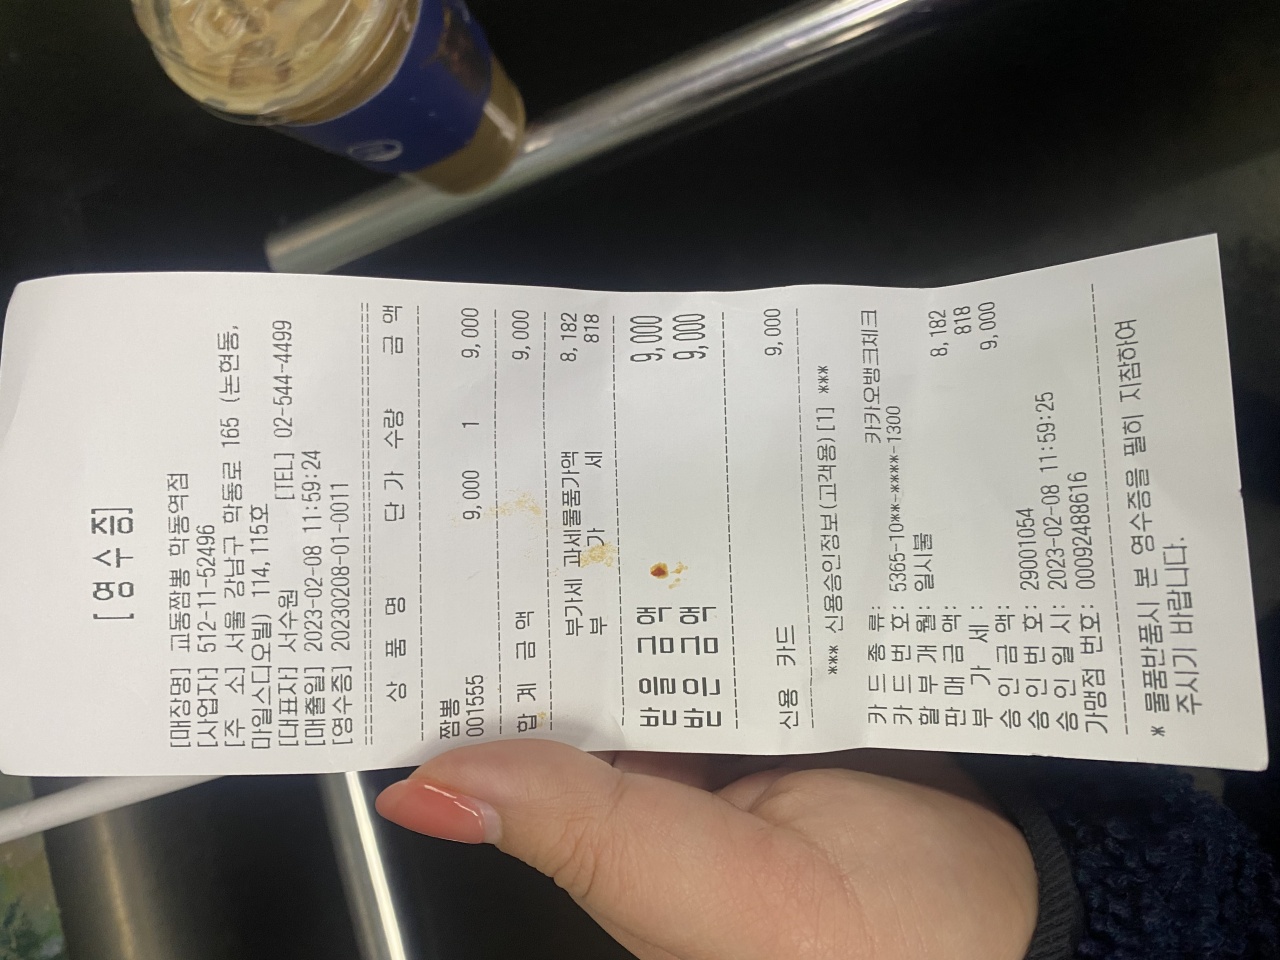 [영수증]
[매장명] 교동짬뽕 학동역점
[사업자] 512-11-52496
[주 소] 서울 강남구 학동로 165 (논현동,
마일스디오빌) 114,115호
[대표자] 서수원 [TEL] 02-544-4499
[매출일] 2023-02-08 11:59:24
[영수증] 20230208-01-0011
상 품 명 단 가 수량 금 액
짬뽕
001555 9,000 1 9,000
합 계 금 액 9,000
부가세 과세물품가액 8,182
부 가 세 818
받을금액 9,000
받은금액 9,000
신용 카드 9,000
*** 신용승인정보(고객용)[1] ***
카 드 종 류: 카카오뱅크체크
카 드 번 호: 5365-10**-****-1300
할 부 개 월: 일시불
판 매 금 액: 8,182
부 가 세 : 818
승 인 금 액: 9,000
승 인 번 호: 29001054
승 인 일 시: 2023-02-08 11:59:25
가맹점 번호: 00092488616
* 물품반품시 본 영수증을 필히 지참하여
주시기 바랍니다.